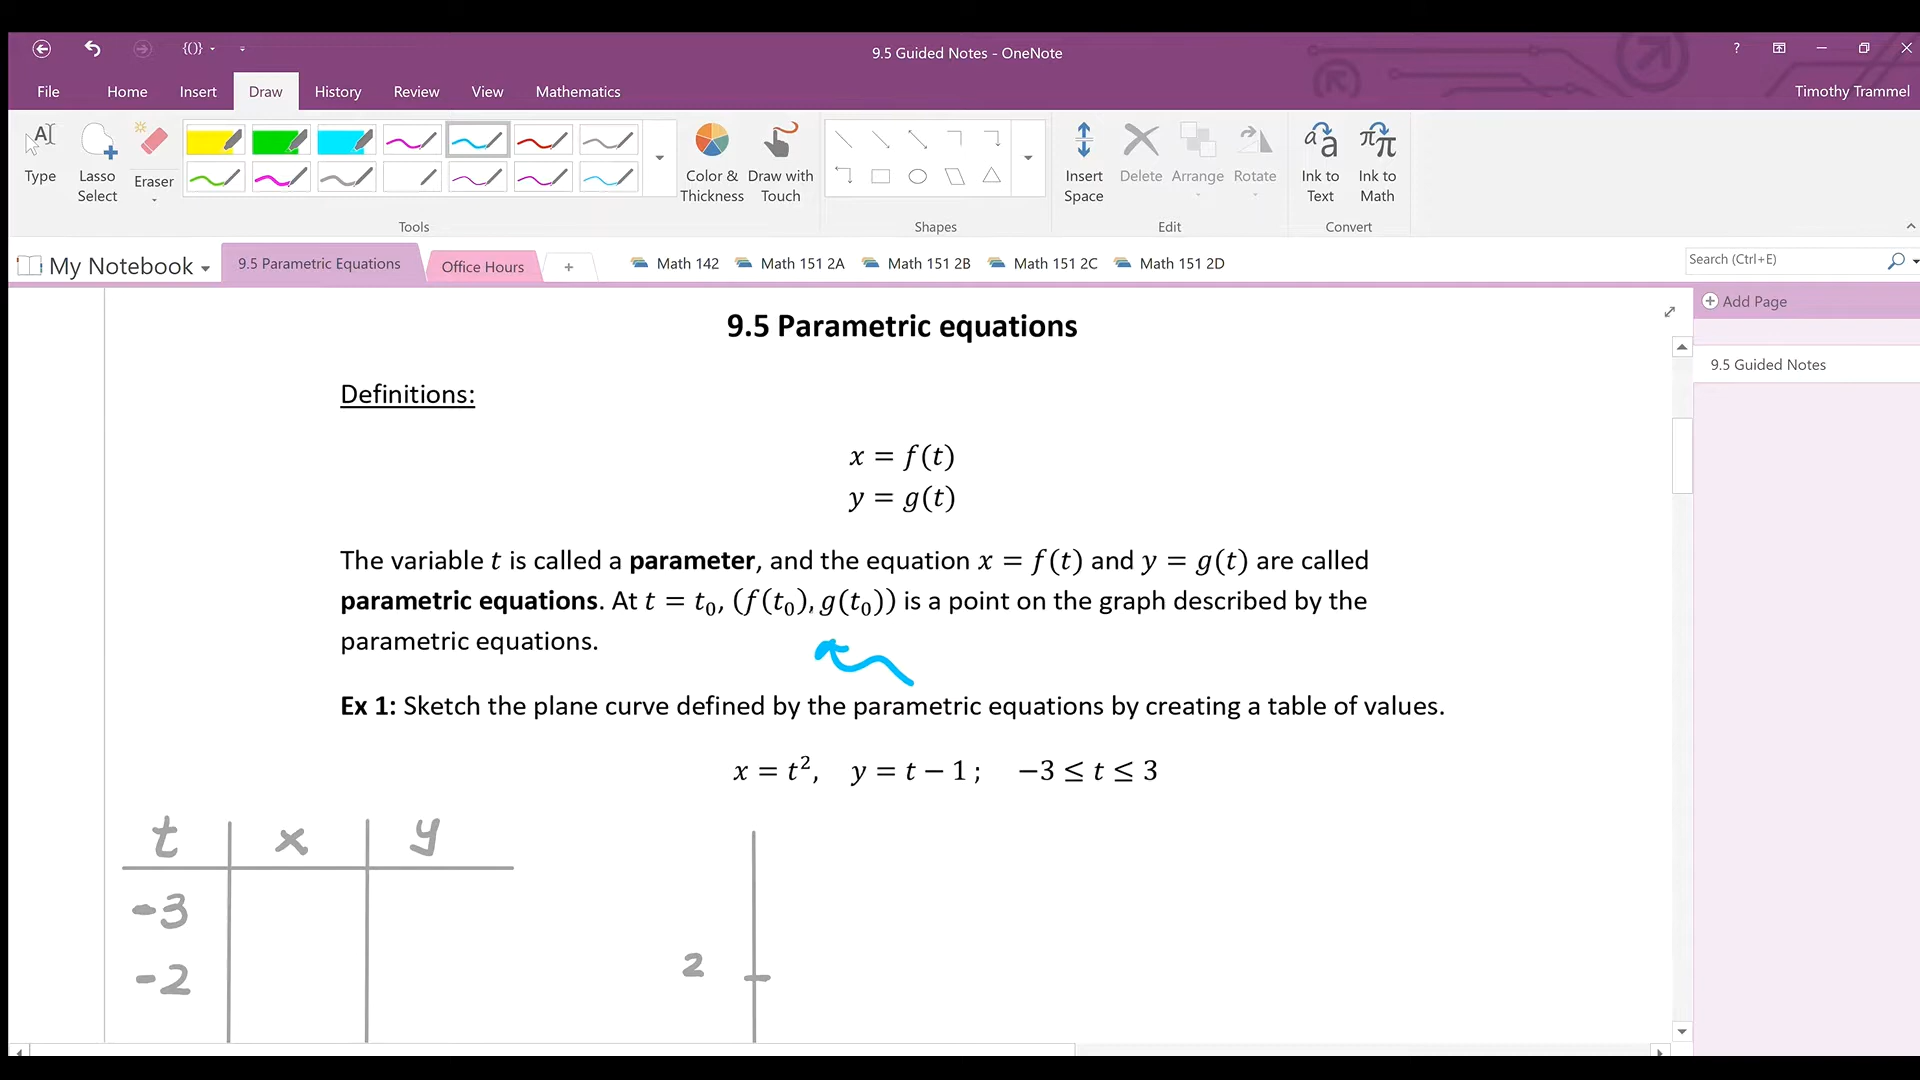 {()}
9.5 Guided Notes - OneNote
?
File Home Insert Draw History Review View Mathematics
Timothy Trammel
Type
Lasso Select
Eraser
Color & Thickness
Draw with Touch
Insert Space
Delete
Arrange
Rotate
Ink to Text
Ink to Math
Tools
Shapes
Edit
Convert
My Notebook
9.5 Parametric Equations
Office Hours
+
Math 142
Math 151 2A
Math 151 2B
Math 151 2C
Math 151 2D
Search (Ctrl+E)
Add Page
9.5 Guided Notes
9.5 Parametric equations
Definitions:
x = f(t)
y = g(t)
The variable t is called a parameter, and the equation x = f(t) and y = g(t) are called
parametric equations. At t = t₀, (f(t₀), g(t₀)) is a point on the graph described by the
parametric equations.
Ex 1: Sketch the plane curve defined by the parametric equations by creating a table of values.
x = t², y = t − 1 ; −3 ≤ t ≤ 3
t x y
-3
-2
2